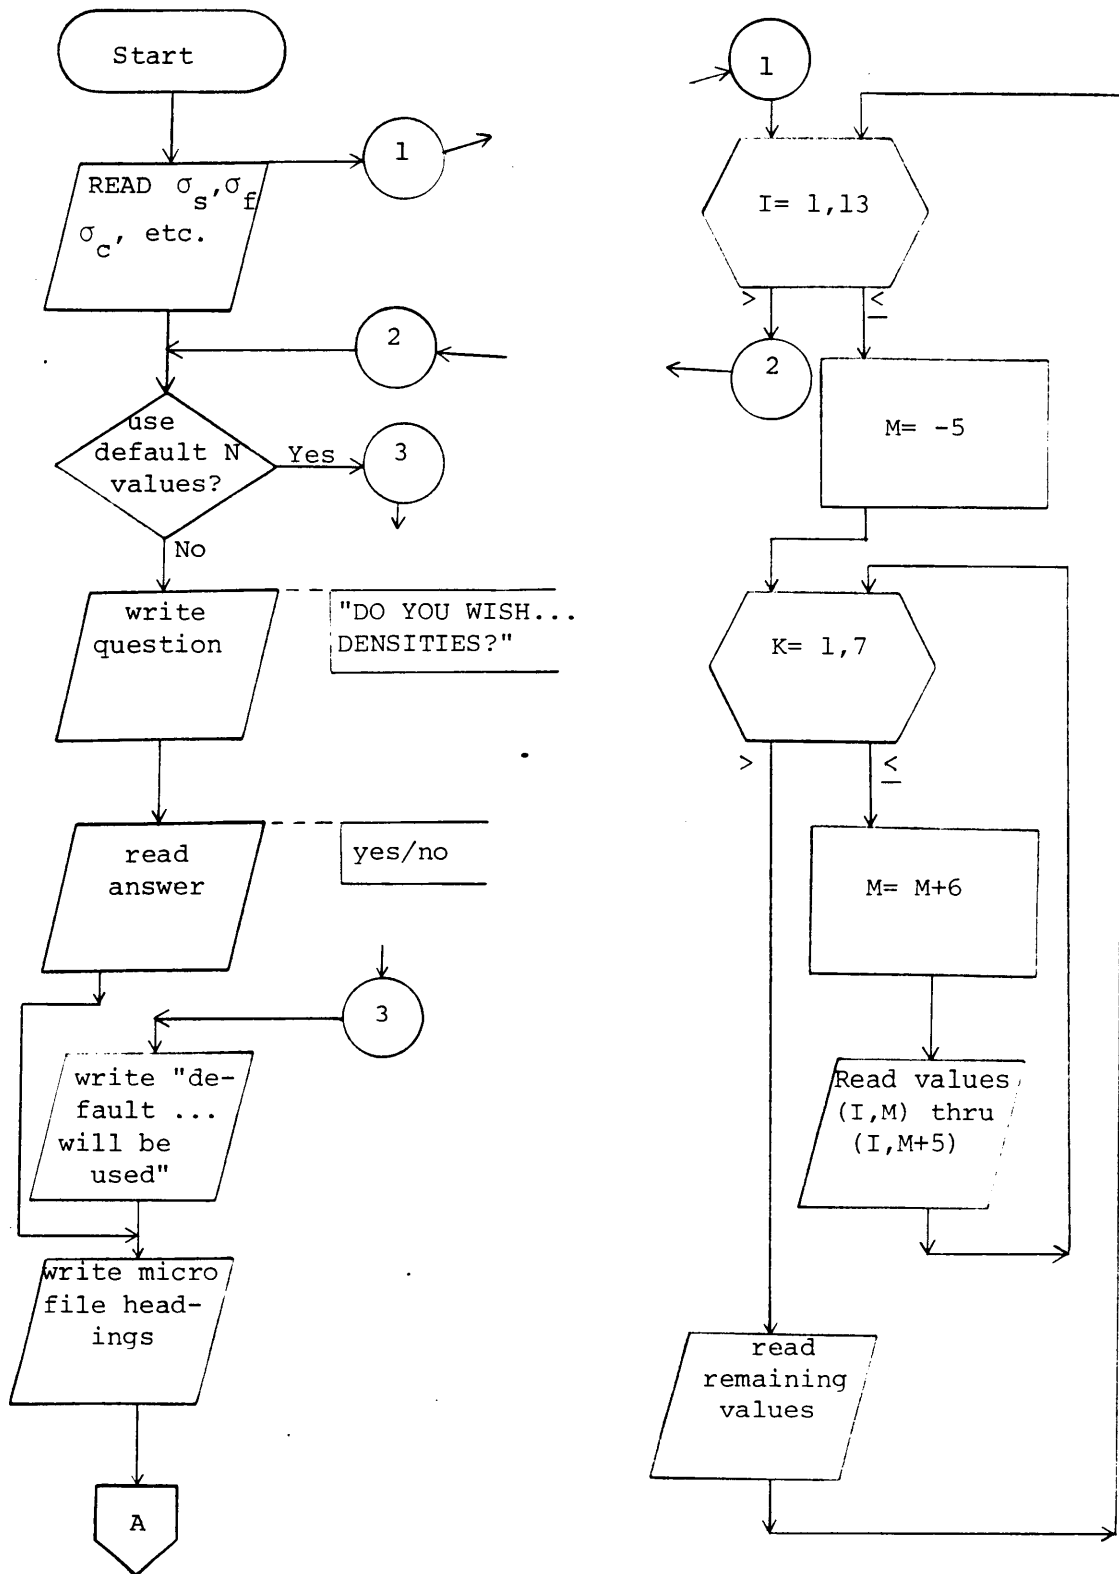 Start
1
READ σs,σf
σc, etc.
2
use
default N
values?
Yes
3
No
write
question
"DO YOU WISH...
DENSITIES?"
read
answer
yes/no
3
write "de-
fault ...
will be
used"
write micro
file head-
ings
A
1
I= 1,13
>
≤
2
M= -5
K= 1,7
>
≤
M= M+6
Read values
(I,M) thru
(I,M+5)
read
remaining
values